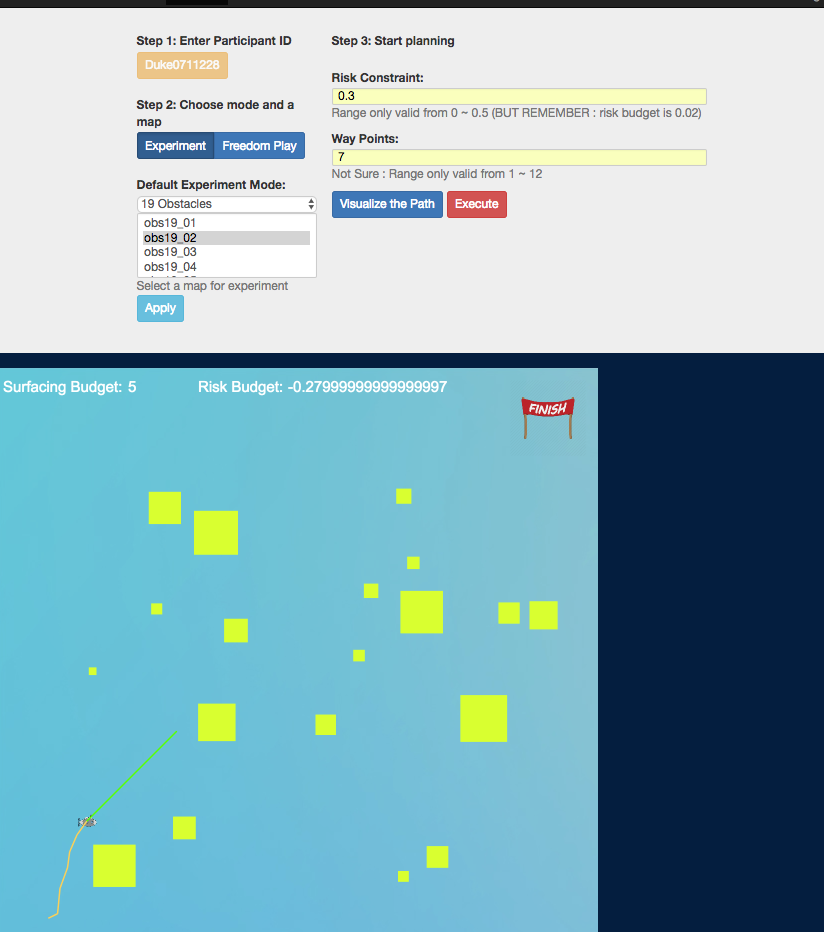 Step 1: Enter Participant ID
Duke0711228
Step 2: Choose mode and a
map
Experiment
Freedom Play
Default Experiment Mode:
19 Obstacles
obs19_01
obs19_02
obs19_03
obs19_04
Select a map for experiment
Apply
Step 3: Start planning
Risk Constraint:
0.3
Range only valid from 0 ~ 0.5 (BUT REMEMBER : risk budget is 0.02)
Way Points:
7
Not Sure : Range only valid from 1 ~ 12
Visualize the Path
Execute
Surfacing Budget: 5
Risk Budget: -0.27999999999999997
FINISH